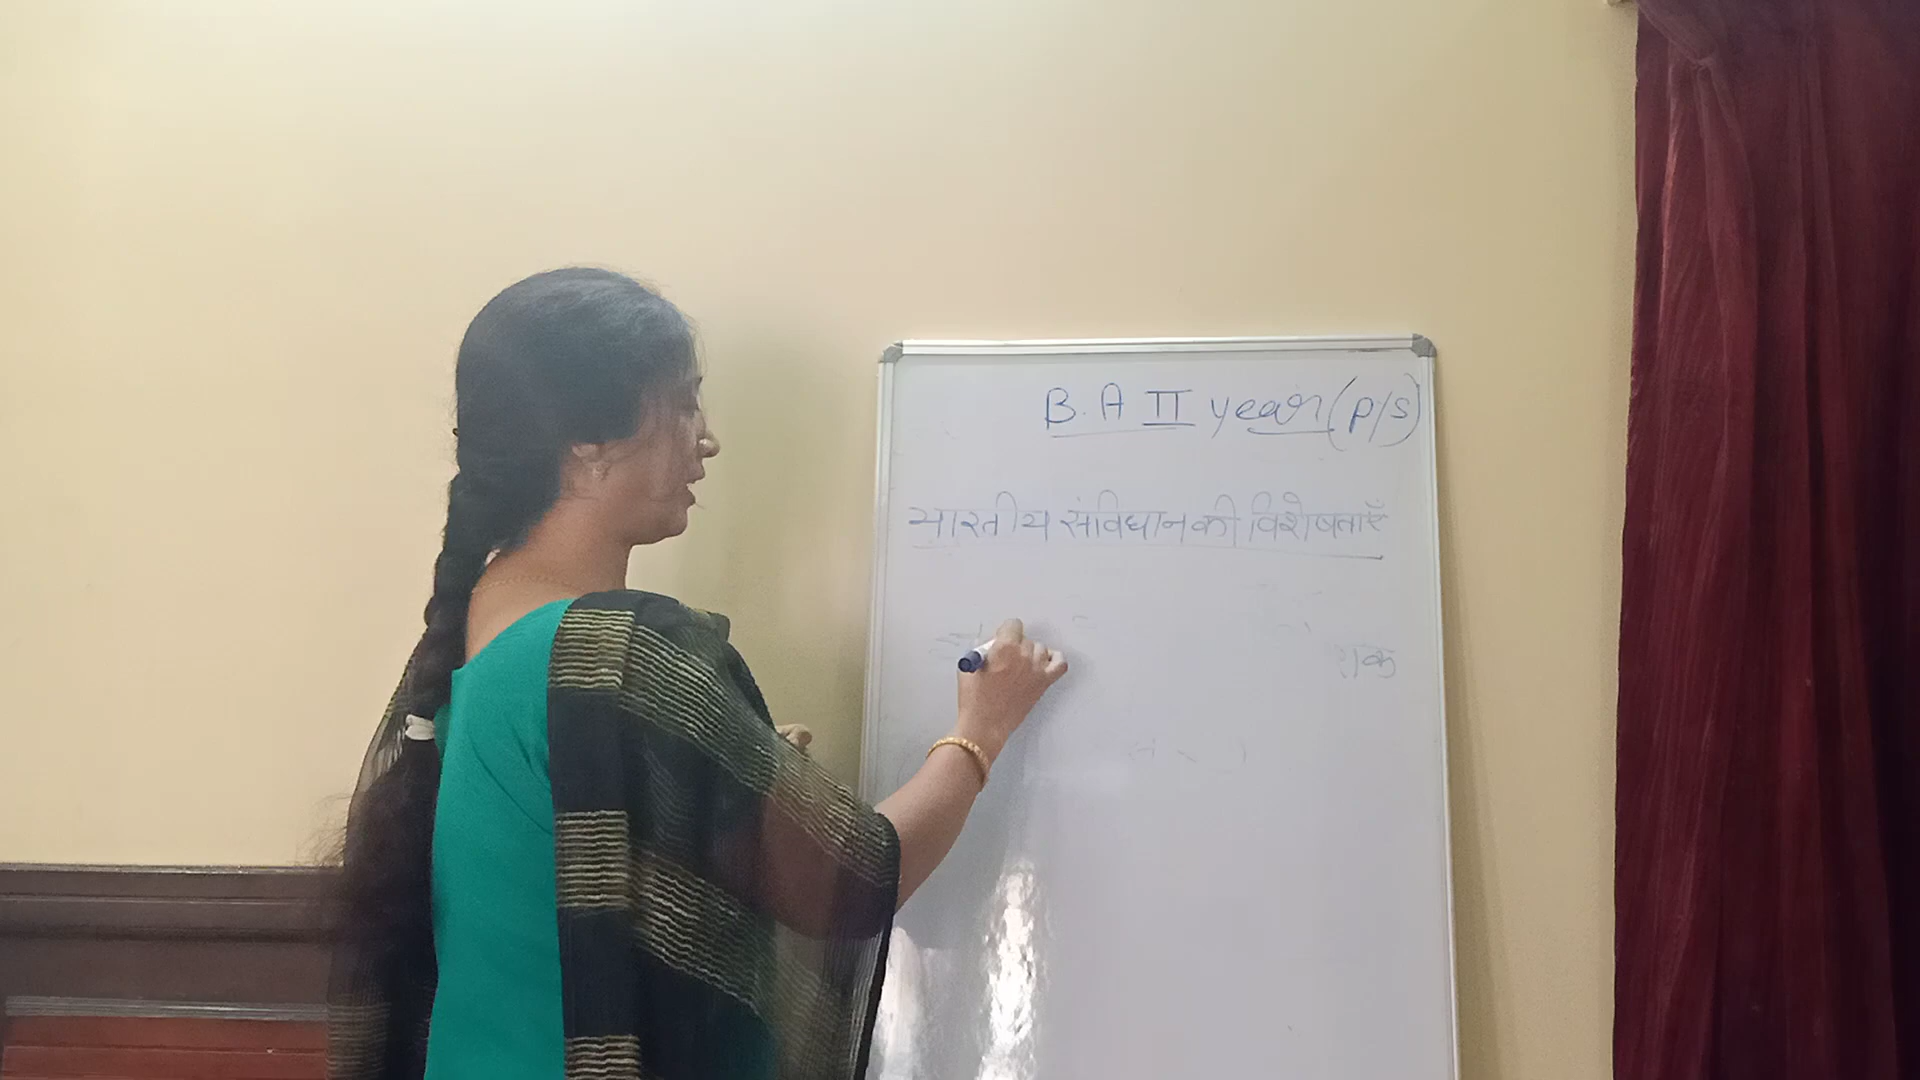 B. A II year (P/S)
भारतीय संविधान की विशेषताएँ